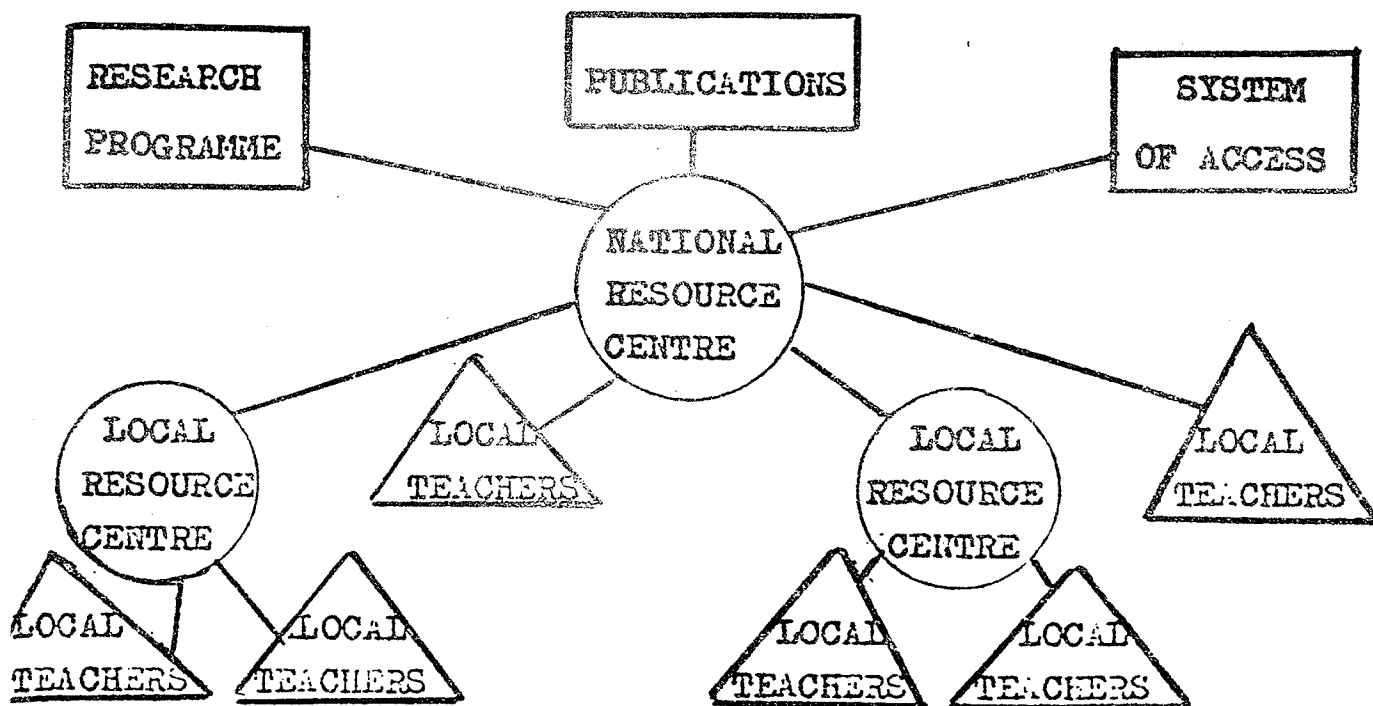 RESEARCH
PROGRAMME
PUBLICATIONS
SYSTEM
OF ACCESS
NATIONAL
RESOURCE
CENTRE
LOCAL
RESOURCE
CENTRE
LOCAL
TEACHERS
LOCAL
RESOURCE
CENTRE
LOCAL
TEACHERS
LOCAL
TEACHERS
LOCAL
TEACHERS
LOCAL
TEACHERS
LOCAL
TEACHERS